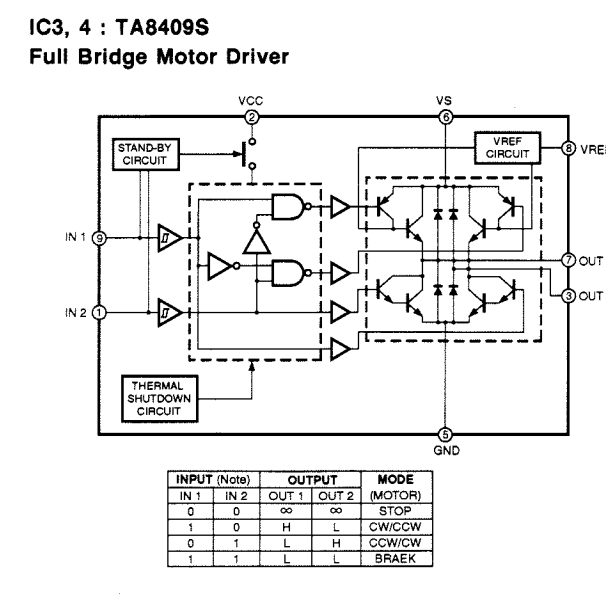 IC3, 4 : TA8409S
Full Bridge Motor Driver
VCC
2
VS
6
STAND-BY
CIRCUIT
VREF
CIRCUIT
8 VREF
IN 1 9
7 OUT
IN 2 1
3 OUT
THERMAL
SHUTDOWN
CIRCUIT
5
GND
INPUT (Note) OUTPUT MODE
IN 1 IN 2 OUT 1 OUT 2 (MOTOR)
0 0 ∞ ∞ STOP
1 0 H L CW/CCW
0 1 L H CCW/CW
1 1 L L BRAEK